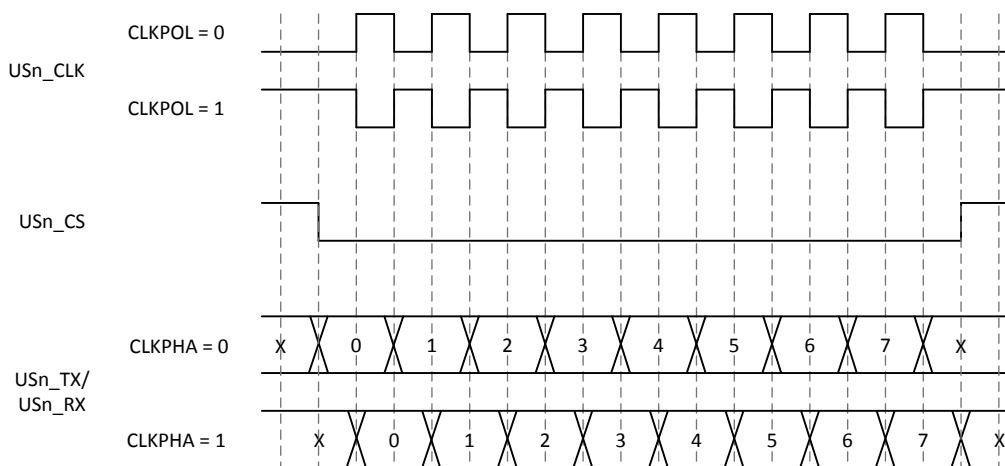 CLKPOL = 0
USn_CLK
CLKPOL = 1
USn_CS
CLKPHA = 0
X 0 1 2 3 4 5 6 7 X
USn_TX/
USn_RX
CLKPHA = 1
X 0 1 2 3 4 5 6 7 X